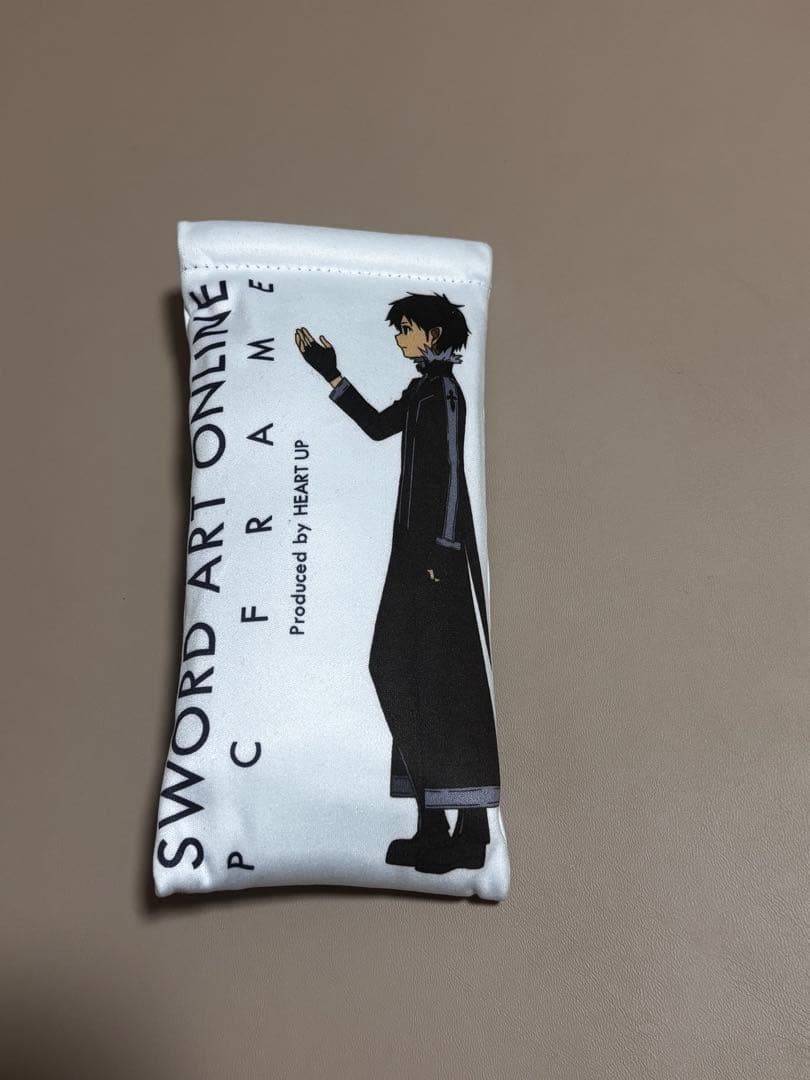 SWORD ART ONLINE
PC FRAME
Produced by HEART UP